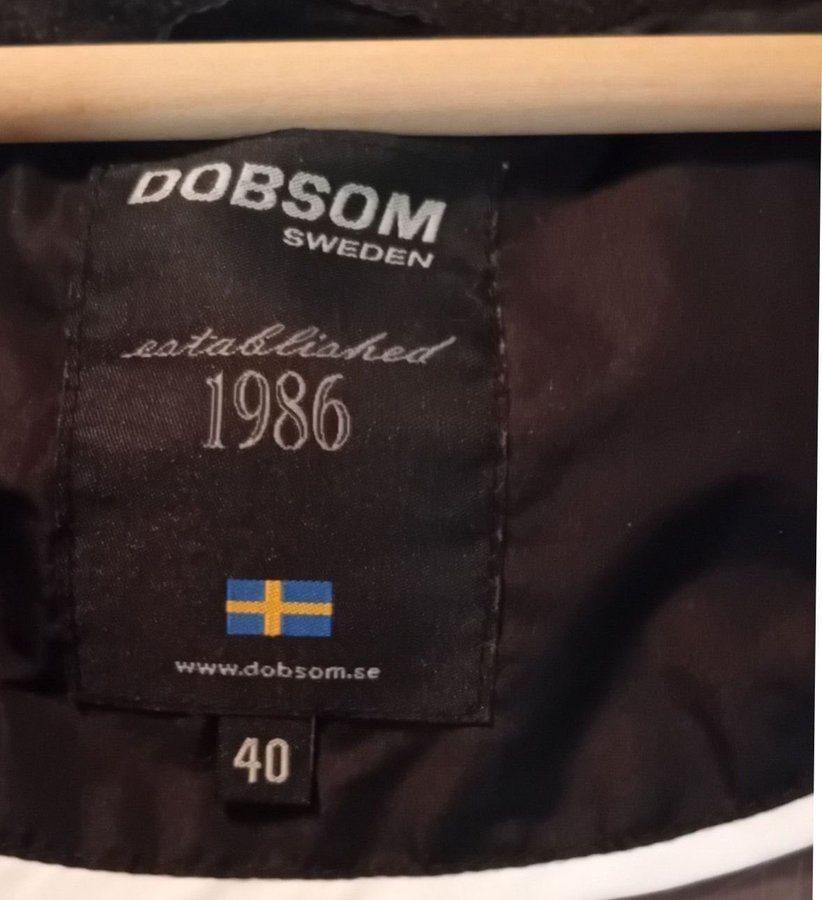 DOBSOM
SWEDEN
established
1986
www.dobsom.se
40